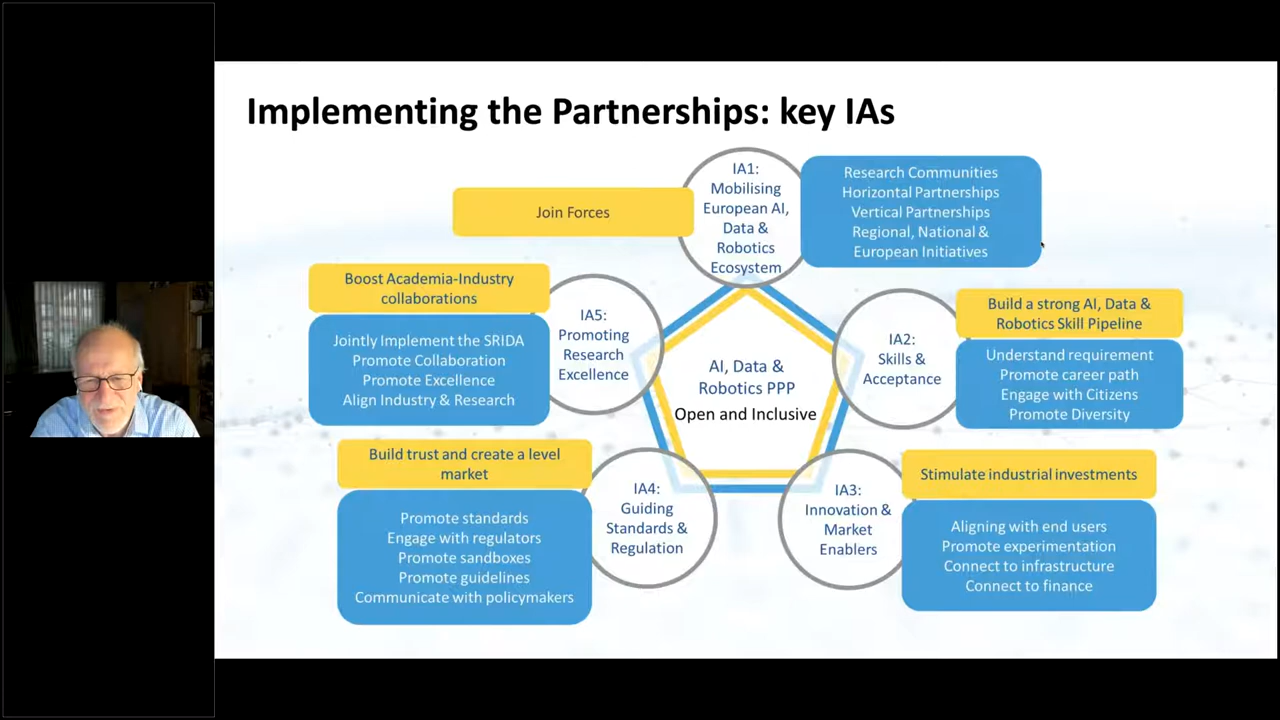 Implementing the Partnerships: key IAs
Join Forces
IA1:
Mobilising
European AI,
Data &
Robotics
Ecosystem
Research Communities
Horizontal Partnerships
Vertical Partnerships
Regional, National &
European Initiatives
Boost Academia-Industry
collaborations
Jointly Implement the SRIDA
Promote Collaboration
Promote Excellence
Align Industry & Research
IA5:
Promoting
Research
Excellence
AI, Data &
Robotics PPP
Open and Inclusive
IA2:
Skills &
Acceptance
Build a strong AI, Data &
Robotics Skill Pipeline
Understand requirement
Promote career path
Engage with Citizens
Promote Diversity
Build trust and create a level
market
Promote standards
Engage with regulators
Promote sandboxes
Promote guidelines
Communicate with policymakers
IA4:
Guiding
Standards &
Regulation
IA3:
Innovation &
Market
Enablers
Stimulate industrial investments
Aligning with end users
Promote experimentation
Connect to infrastructure
Connect to finance